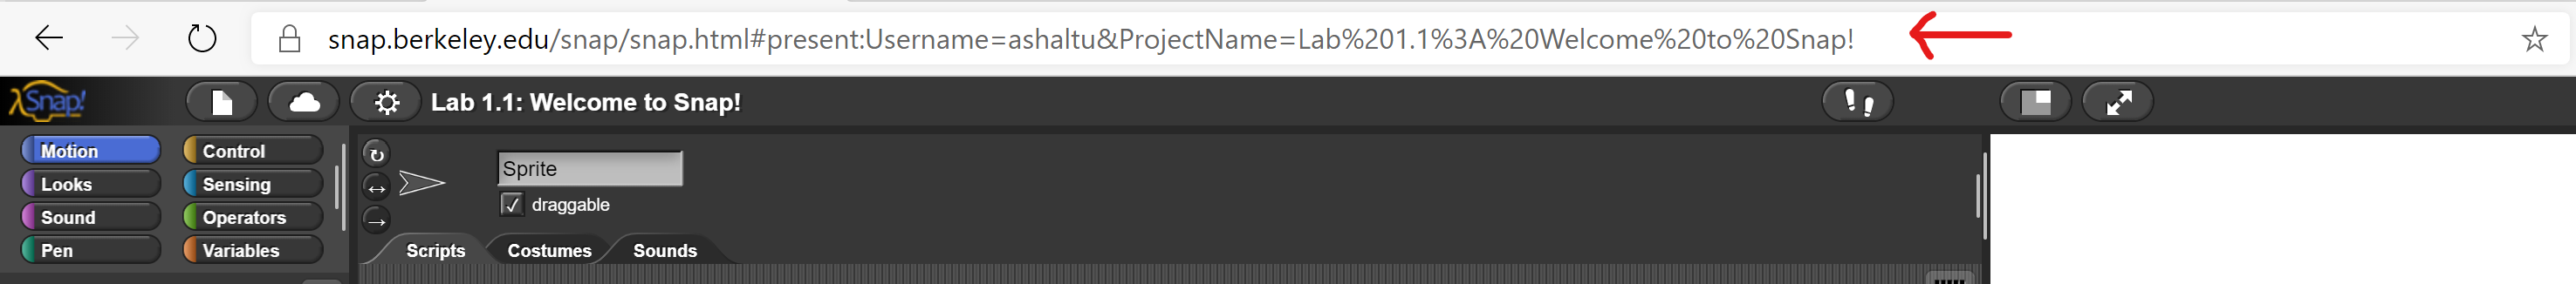 snap.berkeley.edu/snap/snap.html#present:Username=ashaltu&ProjectName=Lab%201.1%3A%20Welcome%20to%20Snap!
λSnap! Lab 1.1: Welcome to Snap!
Motion Control
Looks Sensing
Sound Operators
Pen Variables
Sprite
draggable
Scripts Costumes Sounds